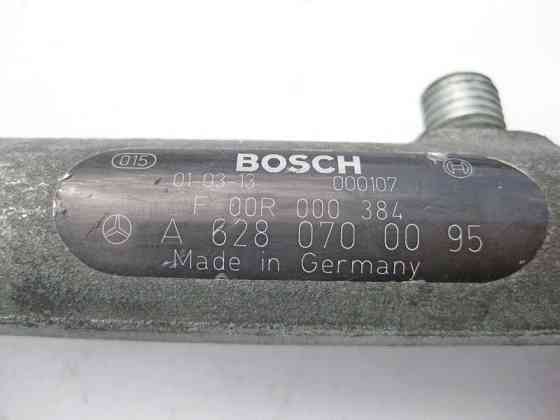 015 BOSCH
01-03-13 000107
F 00R 000 384
A 628 070 00 95
Made in Germany